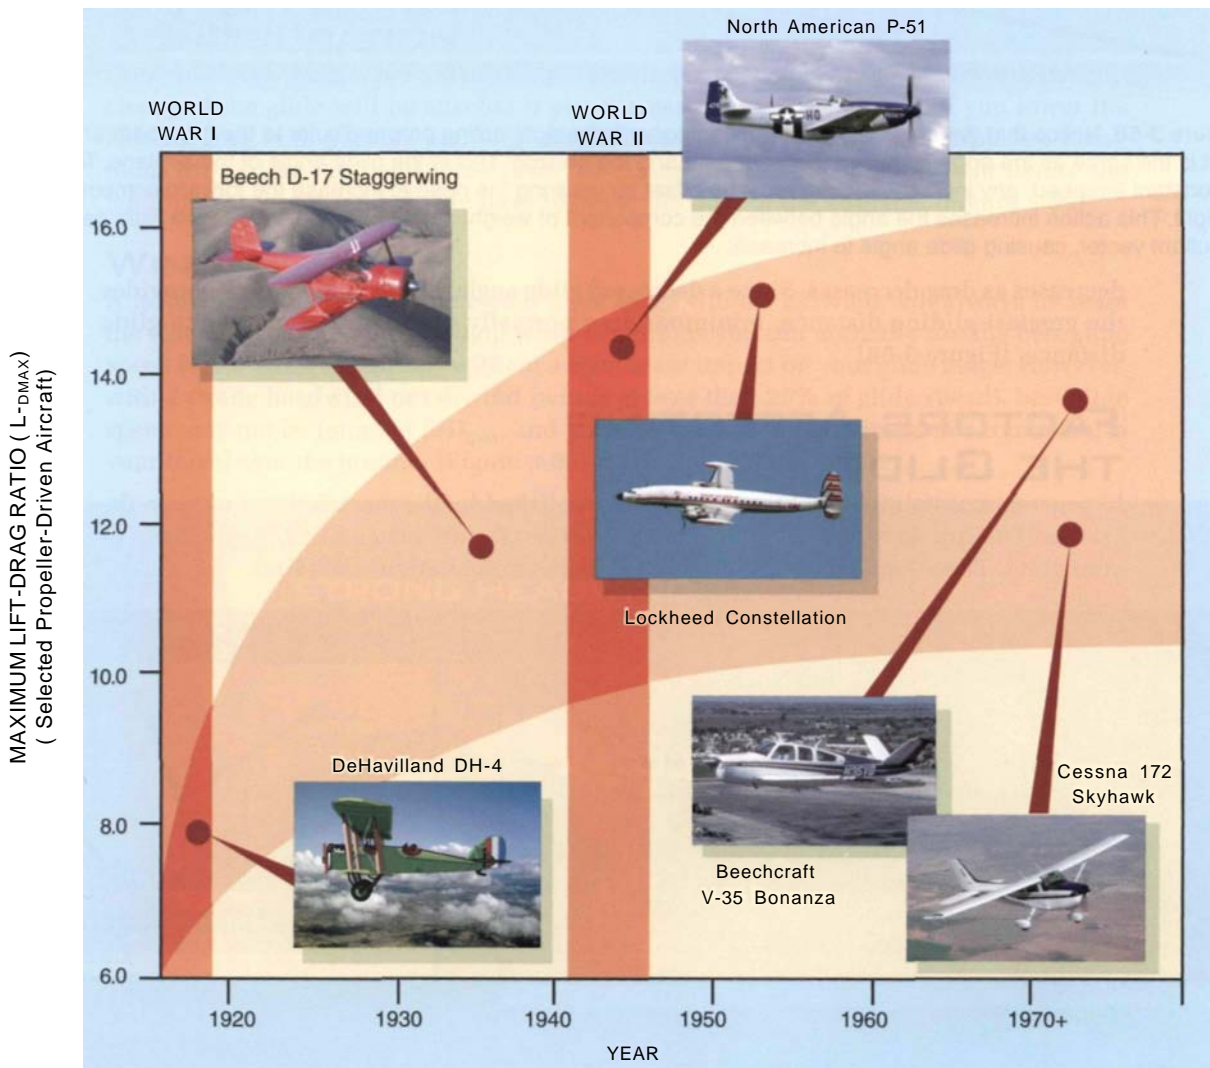 North American P-51
WORLD
WAR I
WORLD
WAR II
Beech D-17 Staggerwing
16.0
14.0
12.0
10.0
8.0
6.0
MAXIMUM LIFT-DRAG RATIO ( L-DMAX)
( Selected Propeller-Driven Aircraft)
Lockheed Constellation
DeHavilland DH-4
Cessna 172
Skyhawk
Beechcraft
V-35 Bonanza
1920
1930
1940
1950
1960
1970+
YEAR